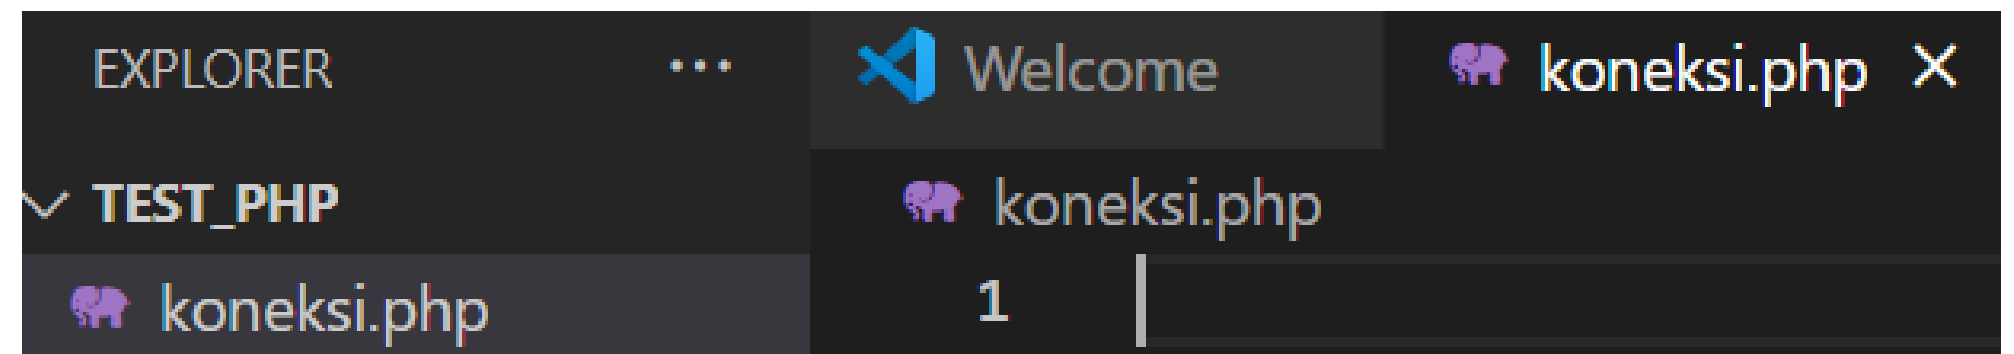 EXPLORER ...
TEST_PHP
koneksi.php
Welcome koneksi.php
koneksi.php
1